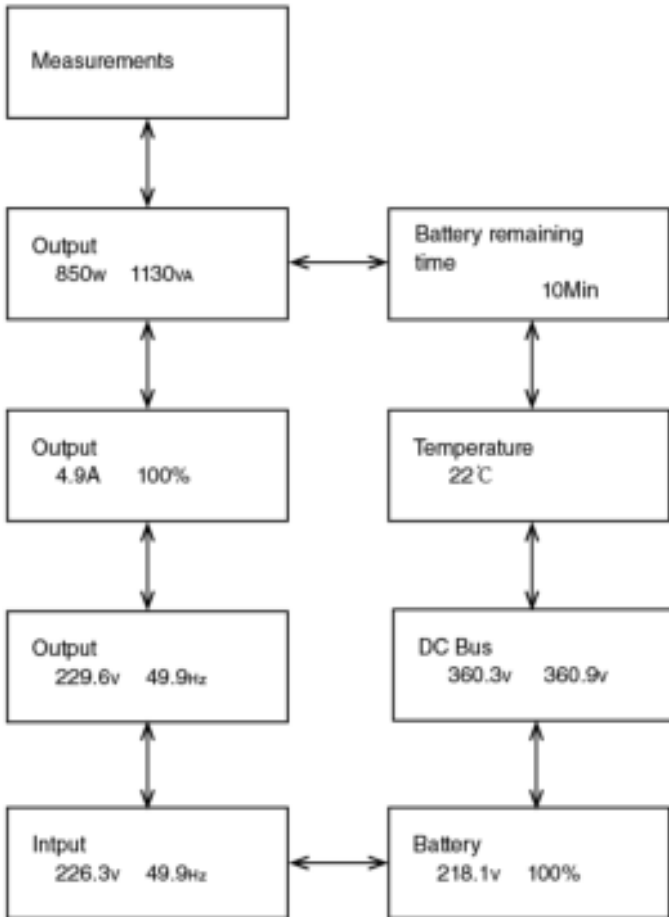 Measurements
Output
850W 1130VA
Battery remaining
time
10Min
Output
4.9A 100%
Temperature
22℃
Output
229.6v 49.9Hz
DC Bus
360.3v 360.9v
Intput
226.3v 49.9Hz
Battery
218.1v 100%